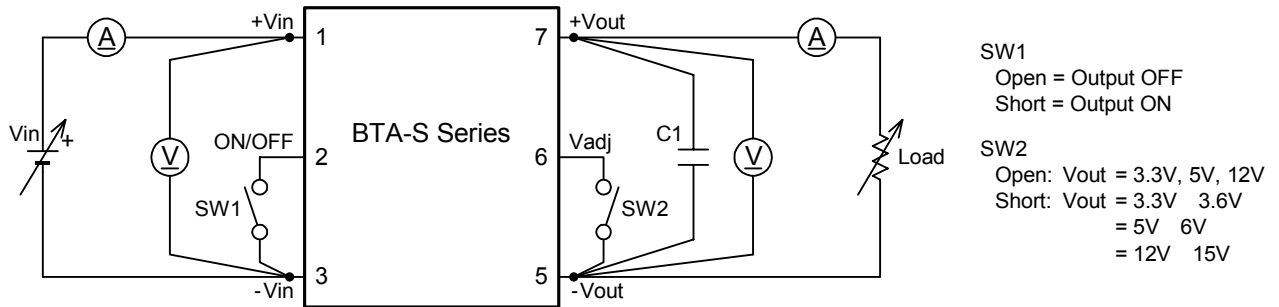 +Vin
A
1
Vin
+
V
ON/OFF
2
SW1
3
-Vin
BTA-S Series
+Vout
7
A
Vadj
6
C1
V
SW2
Load
5
-Vout
SW1
Open = Output OFF
Short = Output ON
SW2
Open: Vout = 3.3V, 5V, 12V
Short: Vout = 3.3V 3.6V
= 5V 6V
= 12V 15V